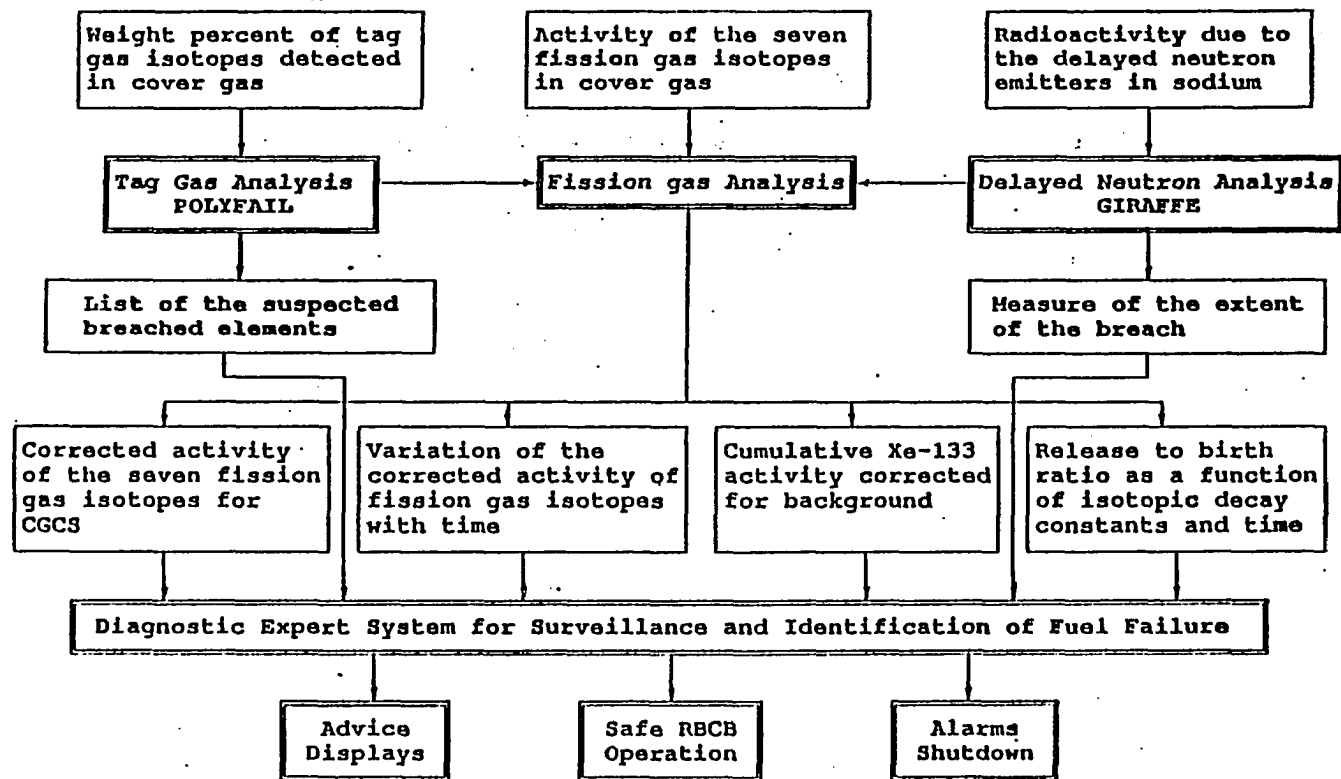 Weight percent of tag
gas isotopes detected
in cover gas
Activity of the seven
fission gas isotopes
in cover gas
Radioactivity due to
the delayed neutron
emitters in sodium
Tag Gas Analysis
POLYFAIL
Fission gas Analysis
Delayed Neutron Analysis
GIRAFFE
List of the suspected
breached elements
Measure of the extent
of the breach
Corrected activity
of the seven fission
gas isotopes for
CGCS
Variation of the
corrected activity of
fission gas isotopes
with time
Cumulative Xe-133
activity corrected
for background
Release to birth
ratio as a function
of isotopic decay
constants and time
Diagnostic Expert System for Surveillance and Identification of Fuel Failure
Advice
Displays
Safe RBCB
Operation
Alarms
Shutdown